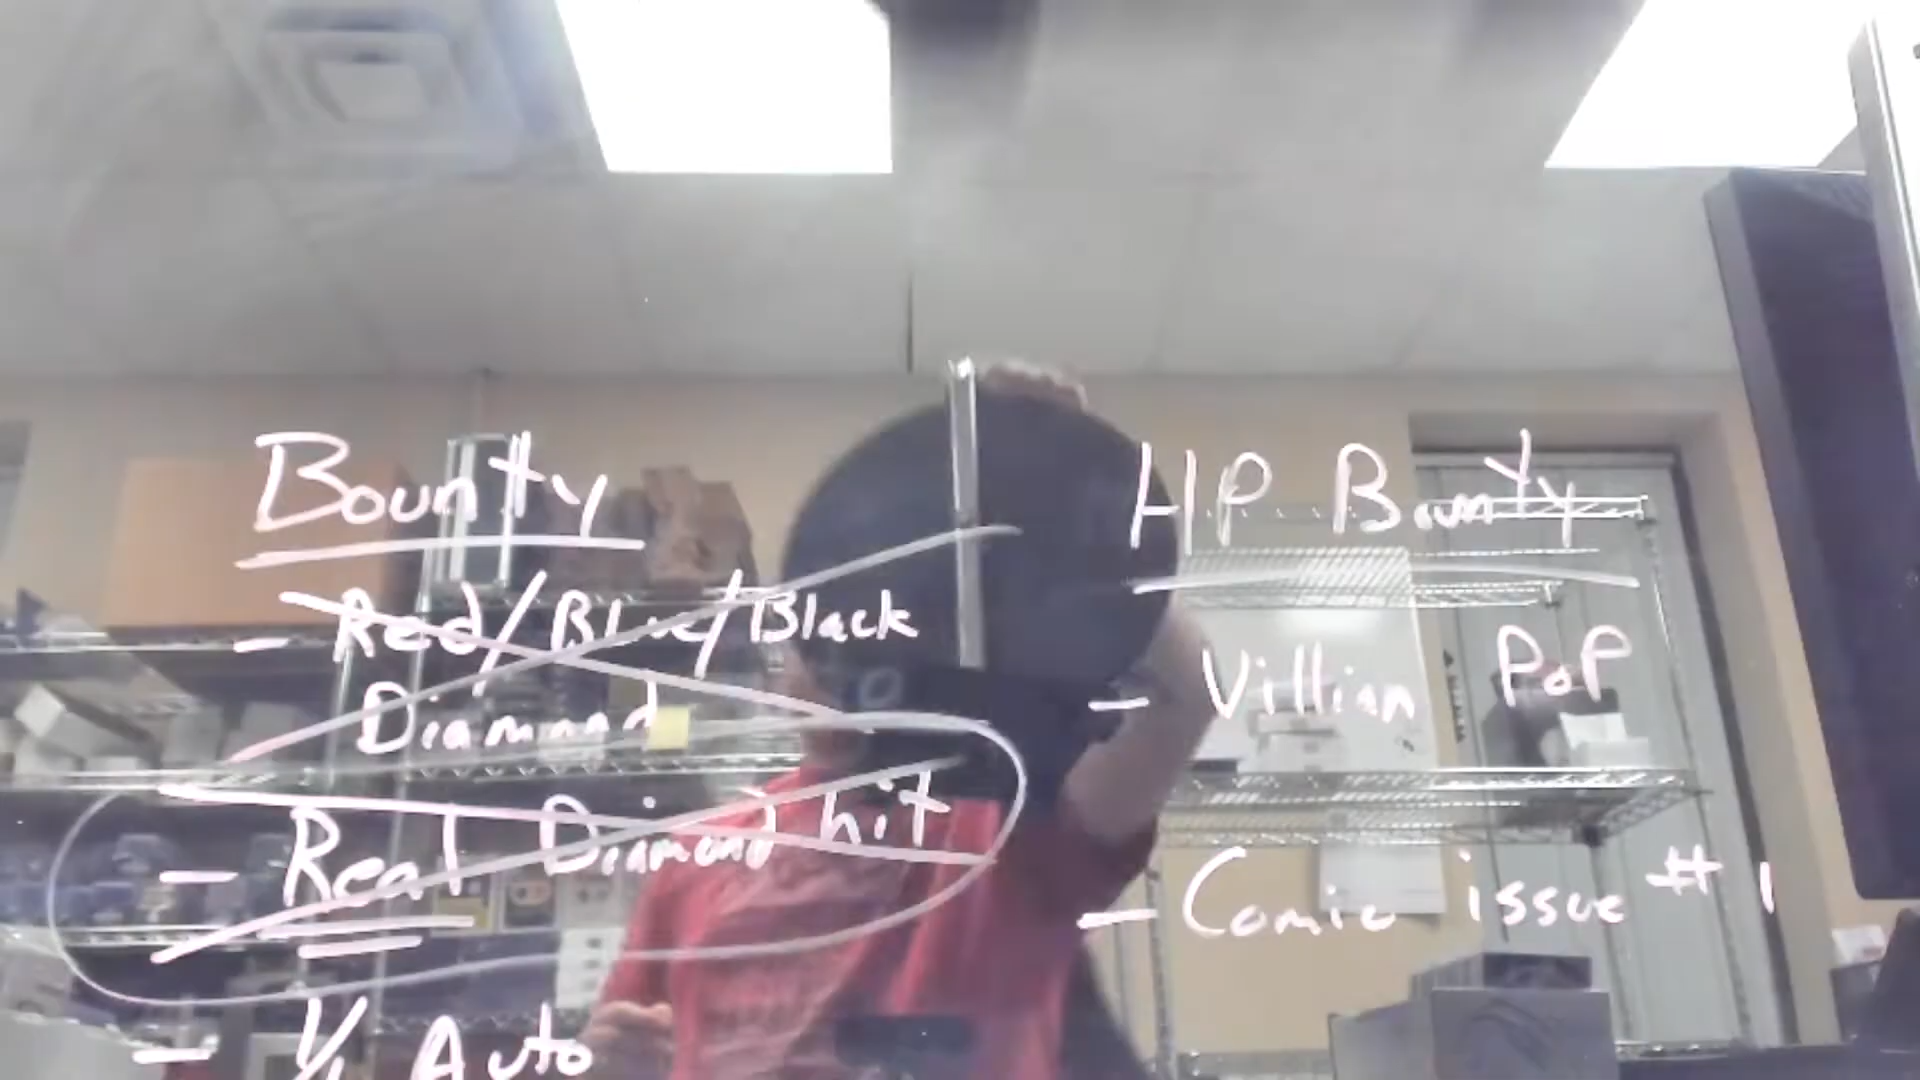 Bounty
- Red/Blue/Black
Diamond
- Real Diamond hit
- 1/1 Auto
HP Bounty
- Villian PoP
- Comic issue # 1